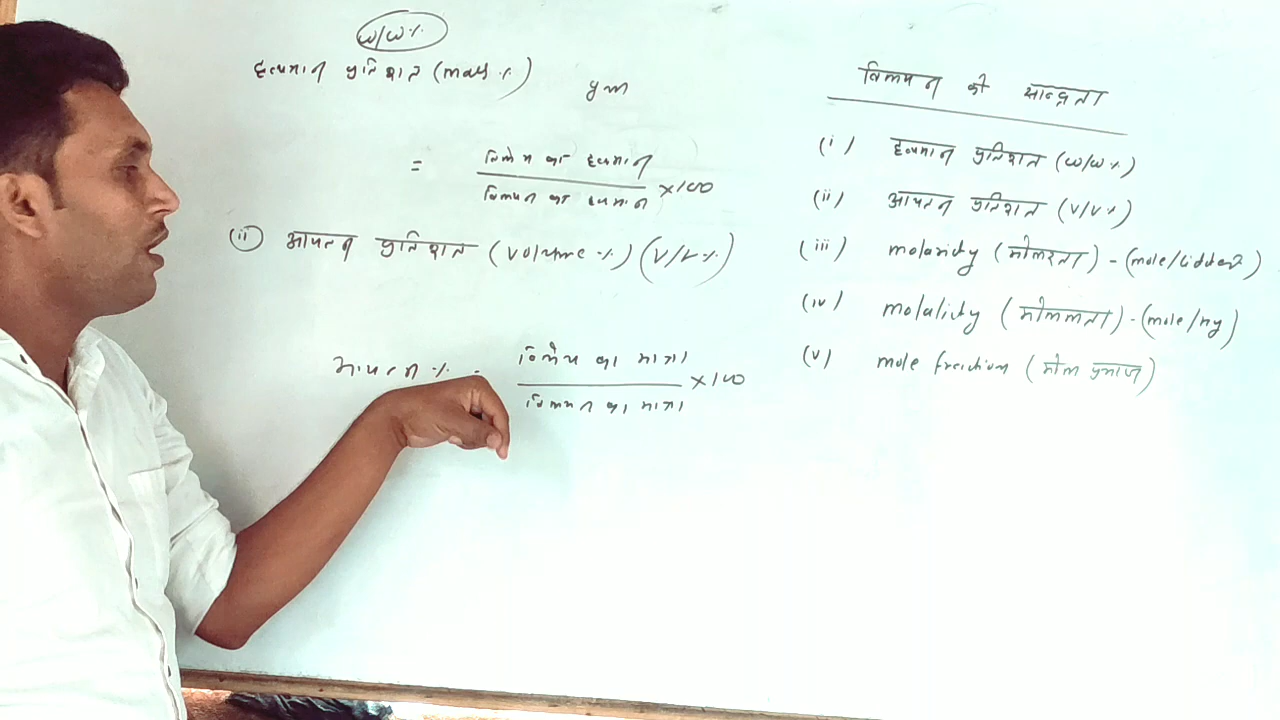 w/w%
द्रव्यमान प्रतिशत (mass %)
gm
= विलेय का द्रव्यमान
विलयन का द्रव्यमान ×100
(ii) आयतन प्रतिशत (volume %) (V/V %)
आयतन % = विलेय का मात्रा
विलयन का मात्रा ×100
विलयन की सान्द्रता
(i) द्रव्यमान प्रतिशत (w/w%)
(ii) आयतन प्रतिशत (V/V%)
(iii) molarity (मोलरता) - (mole/
(iv) molality (मोललता) - (mole/kg)
(v) mole fraction (मोल प्रभाज)